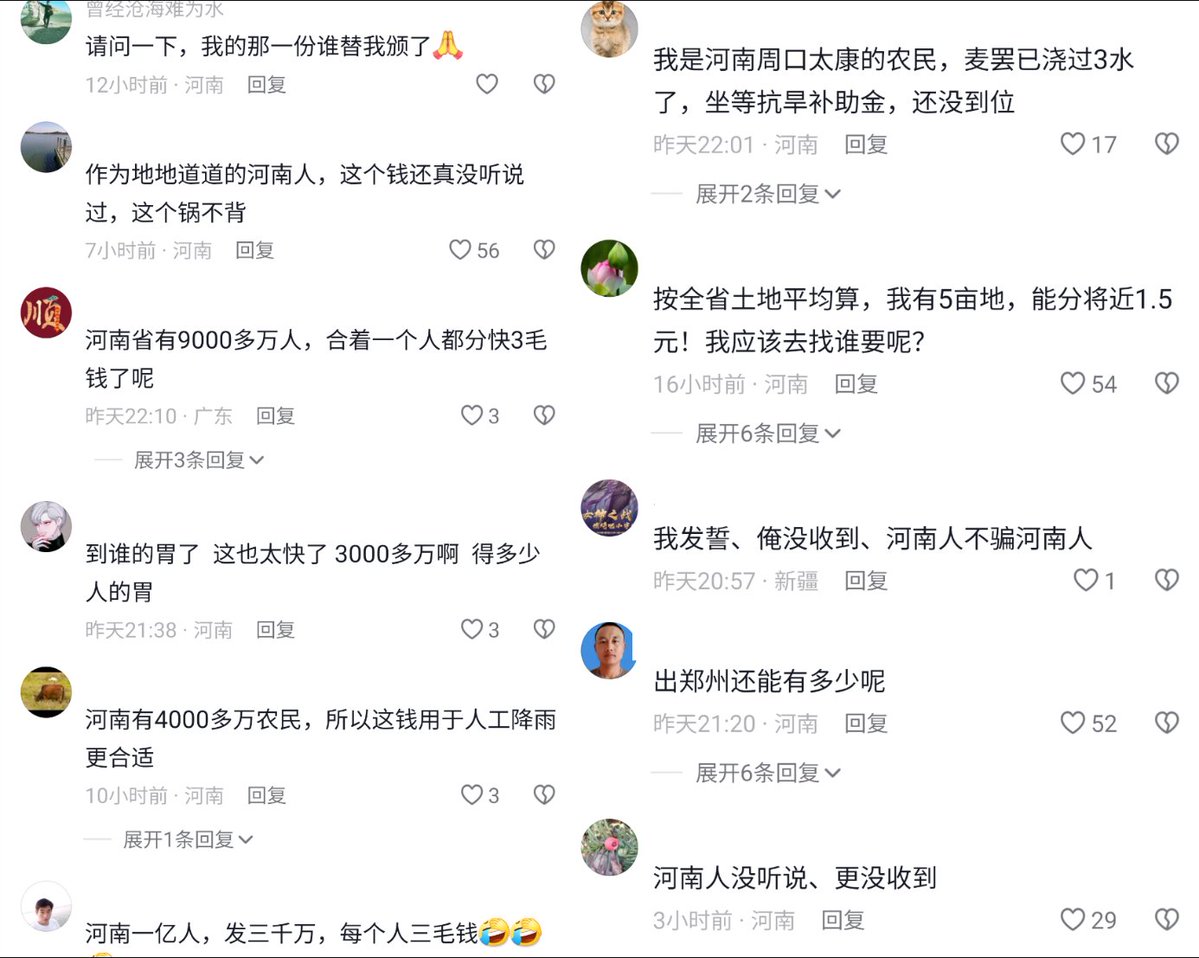 曾经沧海难为水
请问一下，我的那一份谁替我颁了🙏
12小时前 · 河南 回复
作为地地道道的河南人，这个钱还真没听说
过，这个锅不背
7小时前 · 河南 回复 56
顺
河南省有9000多万人，合着一个人都分快3毛
钱了呢
昨天22:10 · 广东 回复 3
展开3条回复
到谁的胃了 这也太快了 3000多万啊 得多少
人的胃
昨天21:38 · 河南 回复 3
河南有4000多万农民，所以这钱用于人工降雨
更合适
10小时前 · 河南 回复 3
展开1条回复
河南一亿人，发三千万，每个人三毛钱🤣🤣
我是河南周口太康的农民，麦罢已浇过3水
了，坐等抗旱补助金，还没到位
昨天22:01 · 河南 回复 17
展开2条回复
按全省土地平均算，我有5亩地，能分将近1.5
元！我应该去找谁要呢？
16小时前 · 河南 回复 54
展开6条回复
女神之战
我发誓、俺没收到、河南人不骗河南人
昨天20:57 · 新疆 回复 1
出郑州还能有多少呢
昨天21:20 · 河南 回复 52
展开6条回复
河南人没听说、更没收到
3小时前 · 河南 回复 29